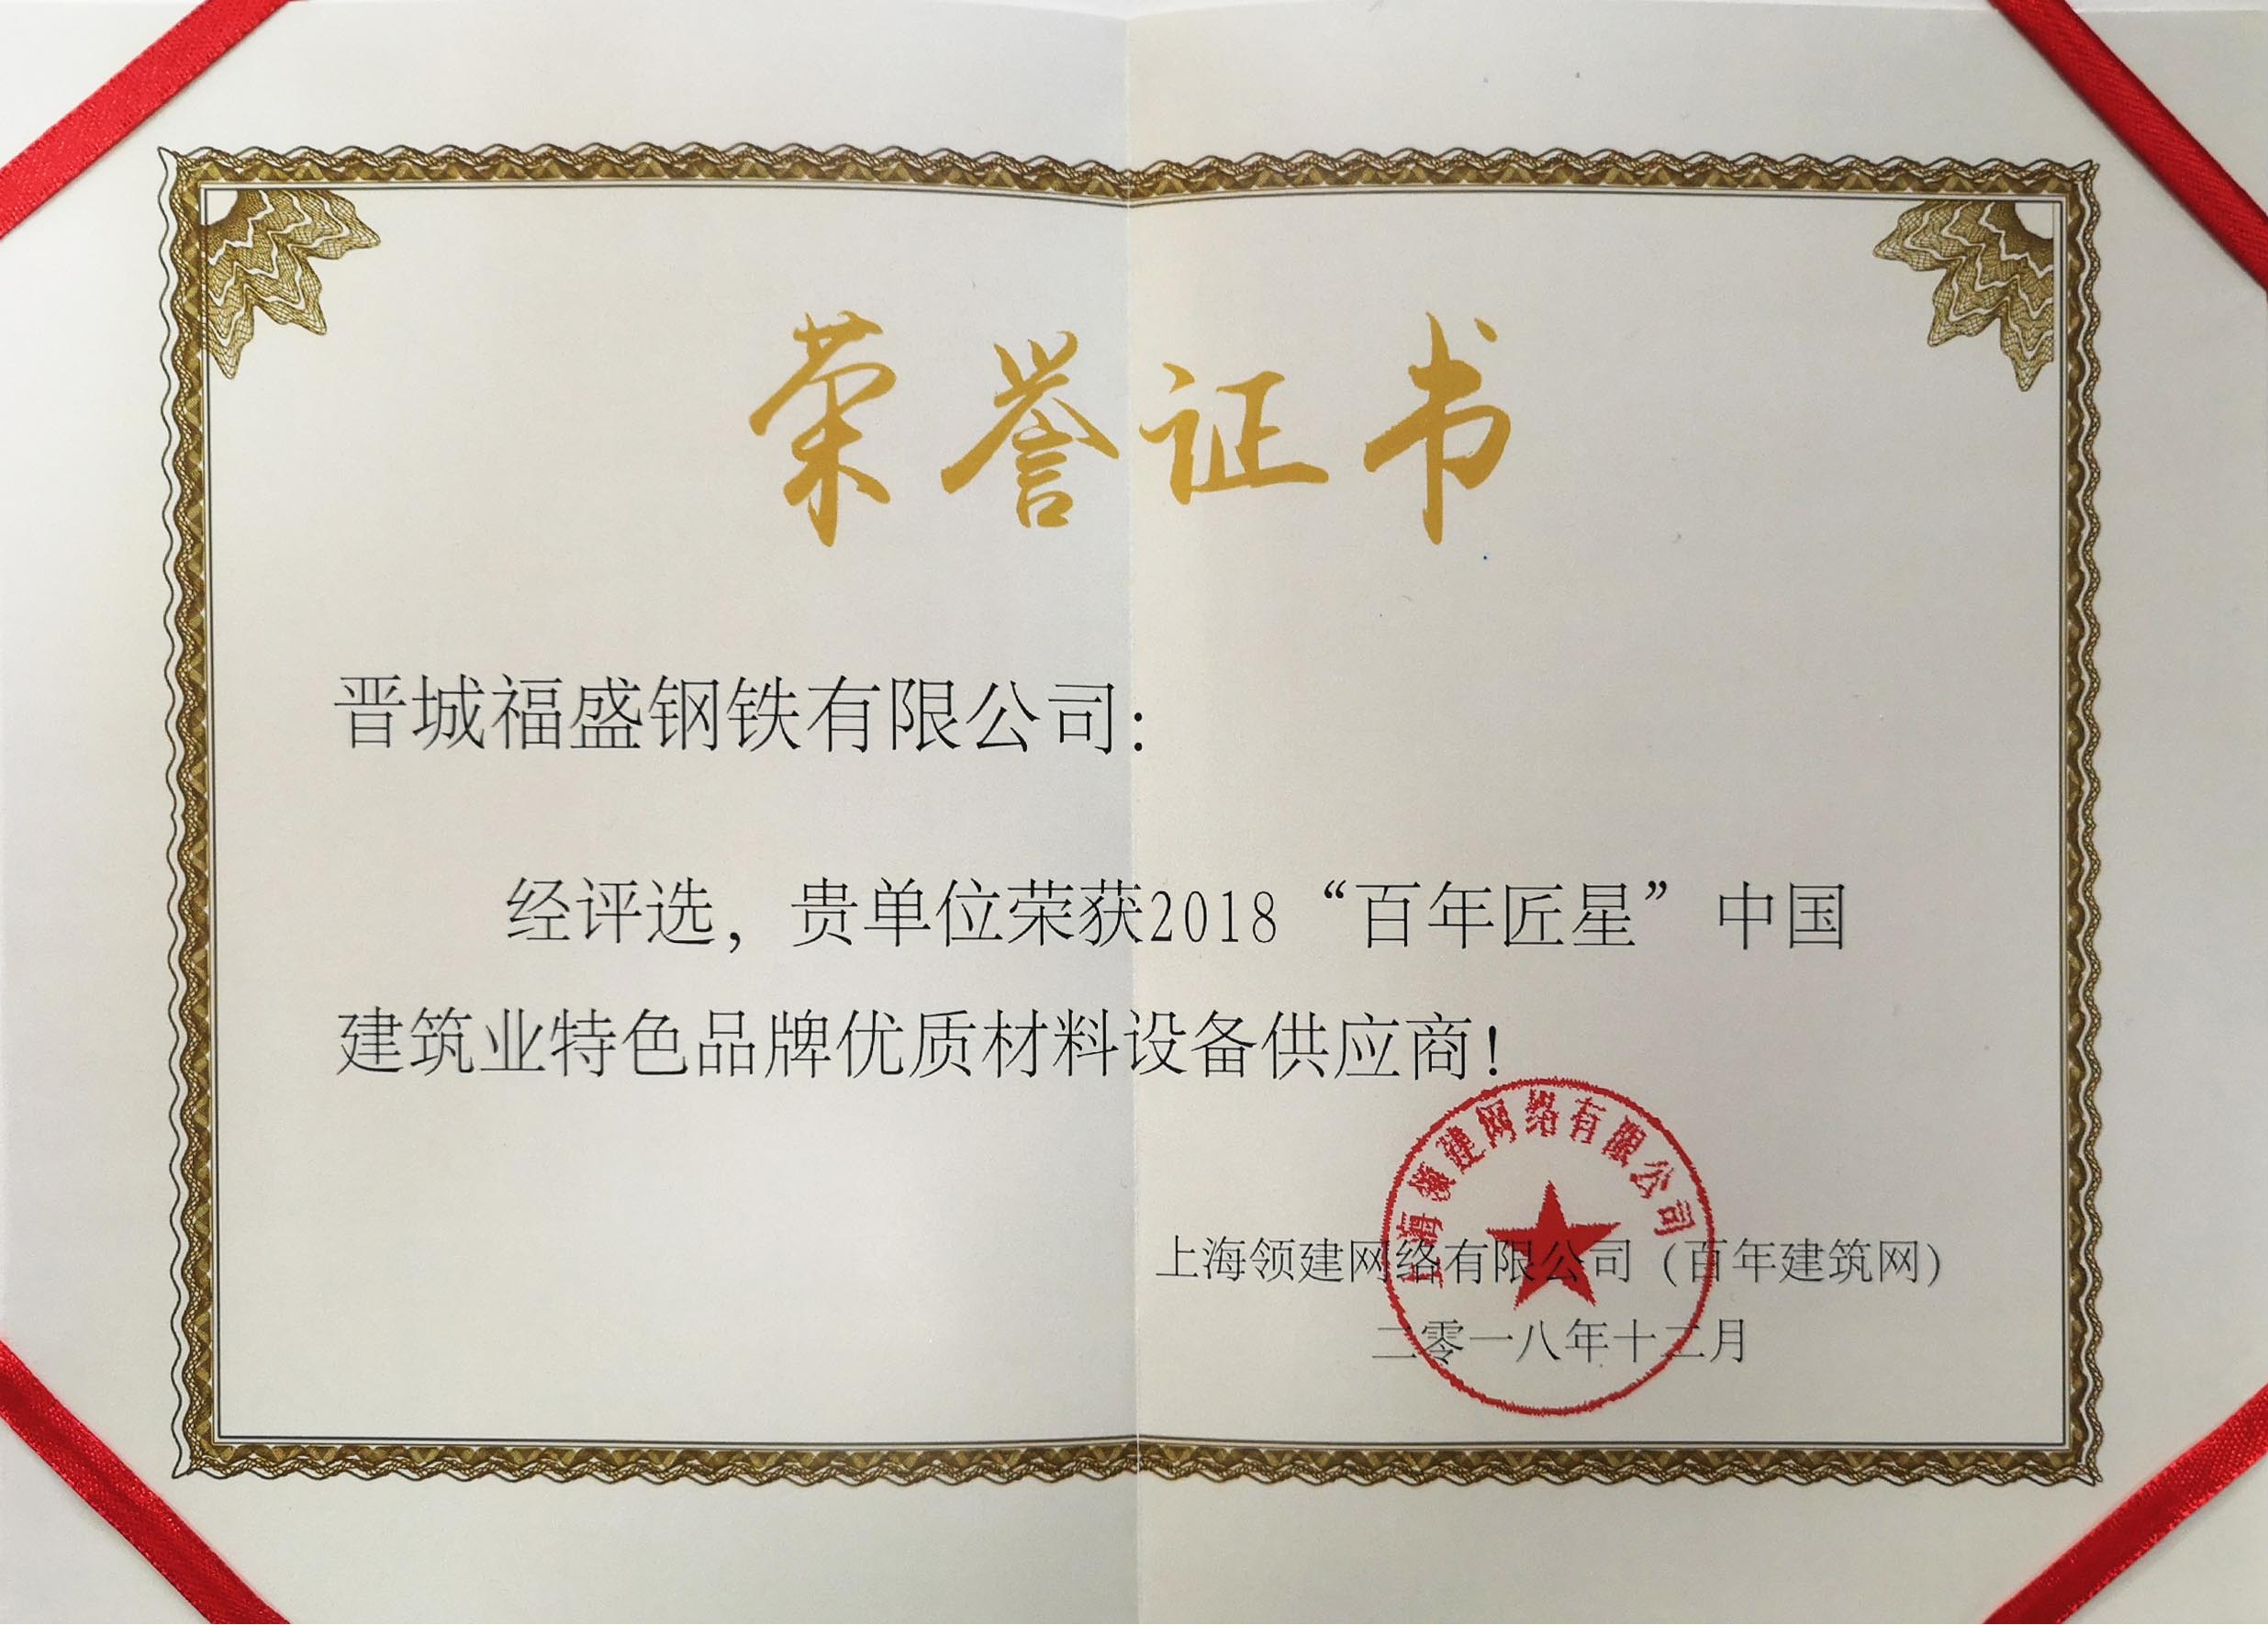 荣誉证书
晋城福盛钢铁有限公司：
经评选，贵单位荣获2018“百年匠星”中国
建筑业特色品牌优质材料设备供应商！
上海领建网络有限公司
上海领建网络有限公司（百年建筑网）
二零一八年十二月